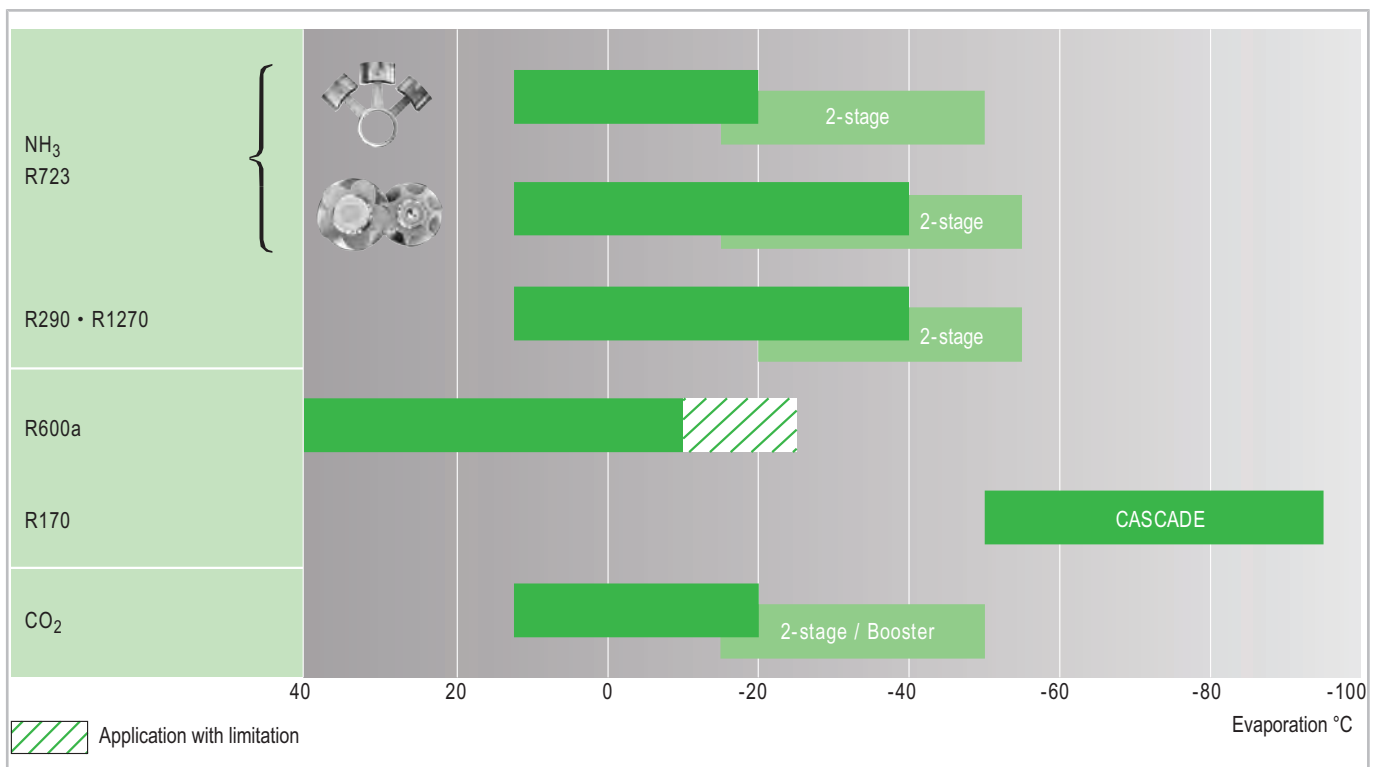 NH₃
R723
2-stage
2-stage
R290 • R1270
2-stage
R600a
R170
CASCADE
CO₂
2-stage / Booster
40 20 0 -20 -40 -60 -80 -100
Evaporation °C
Application with limitation